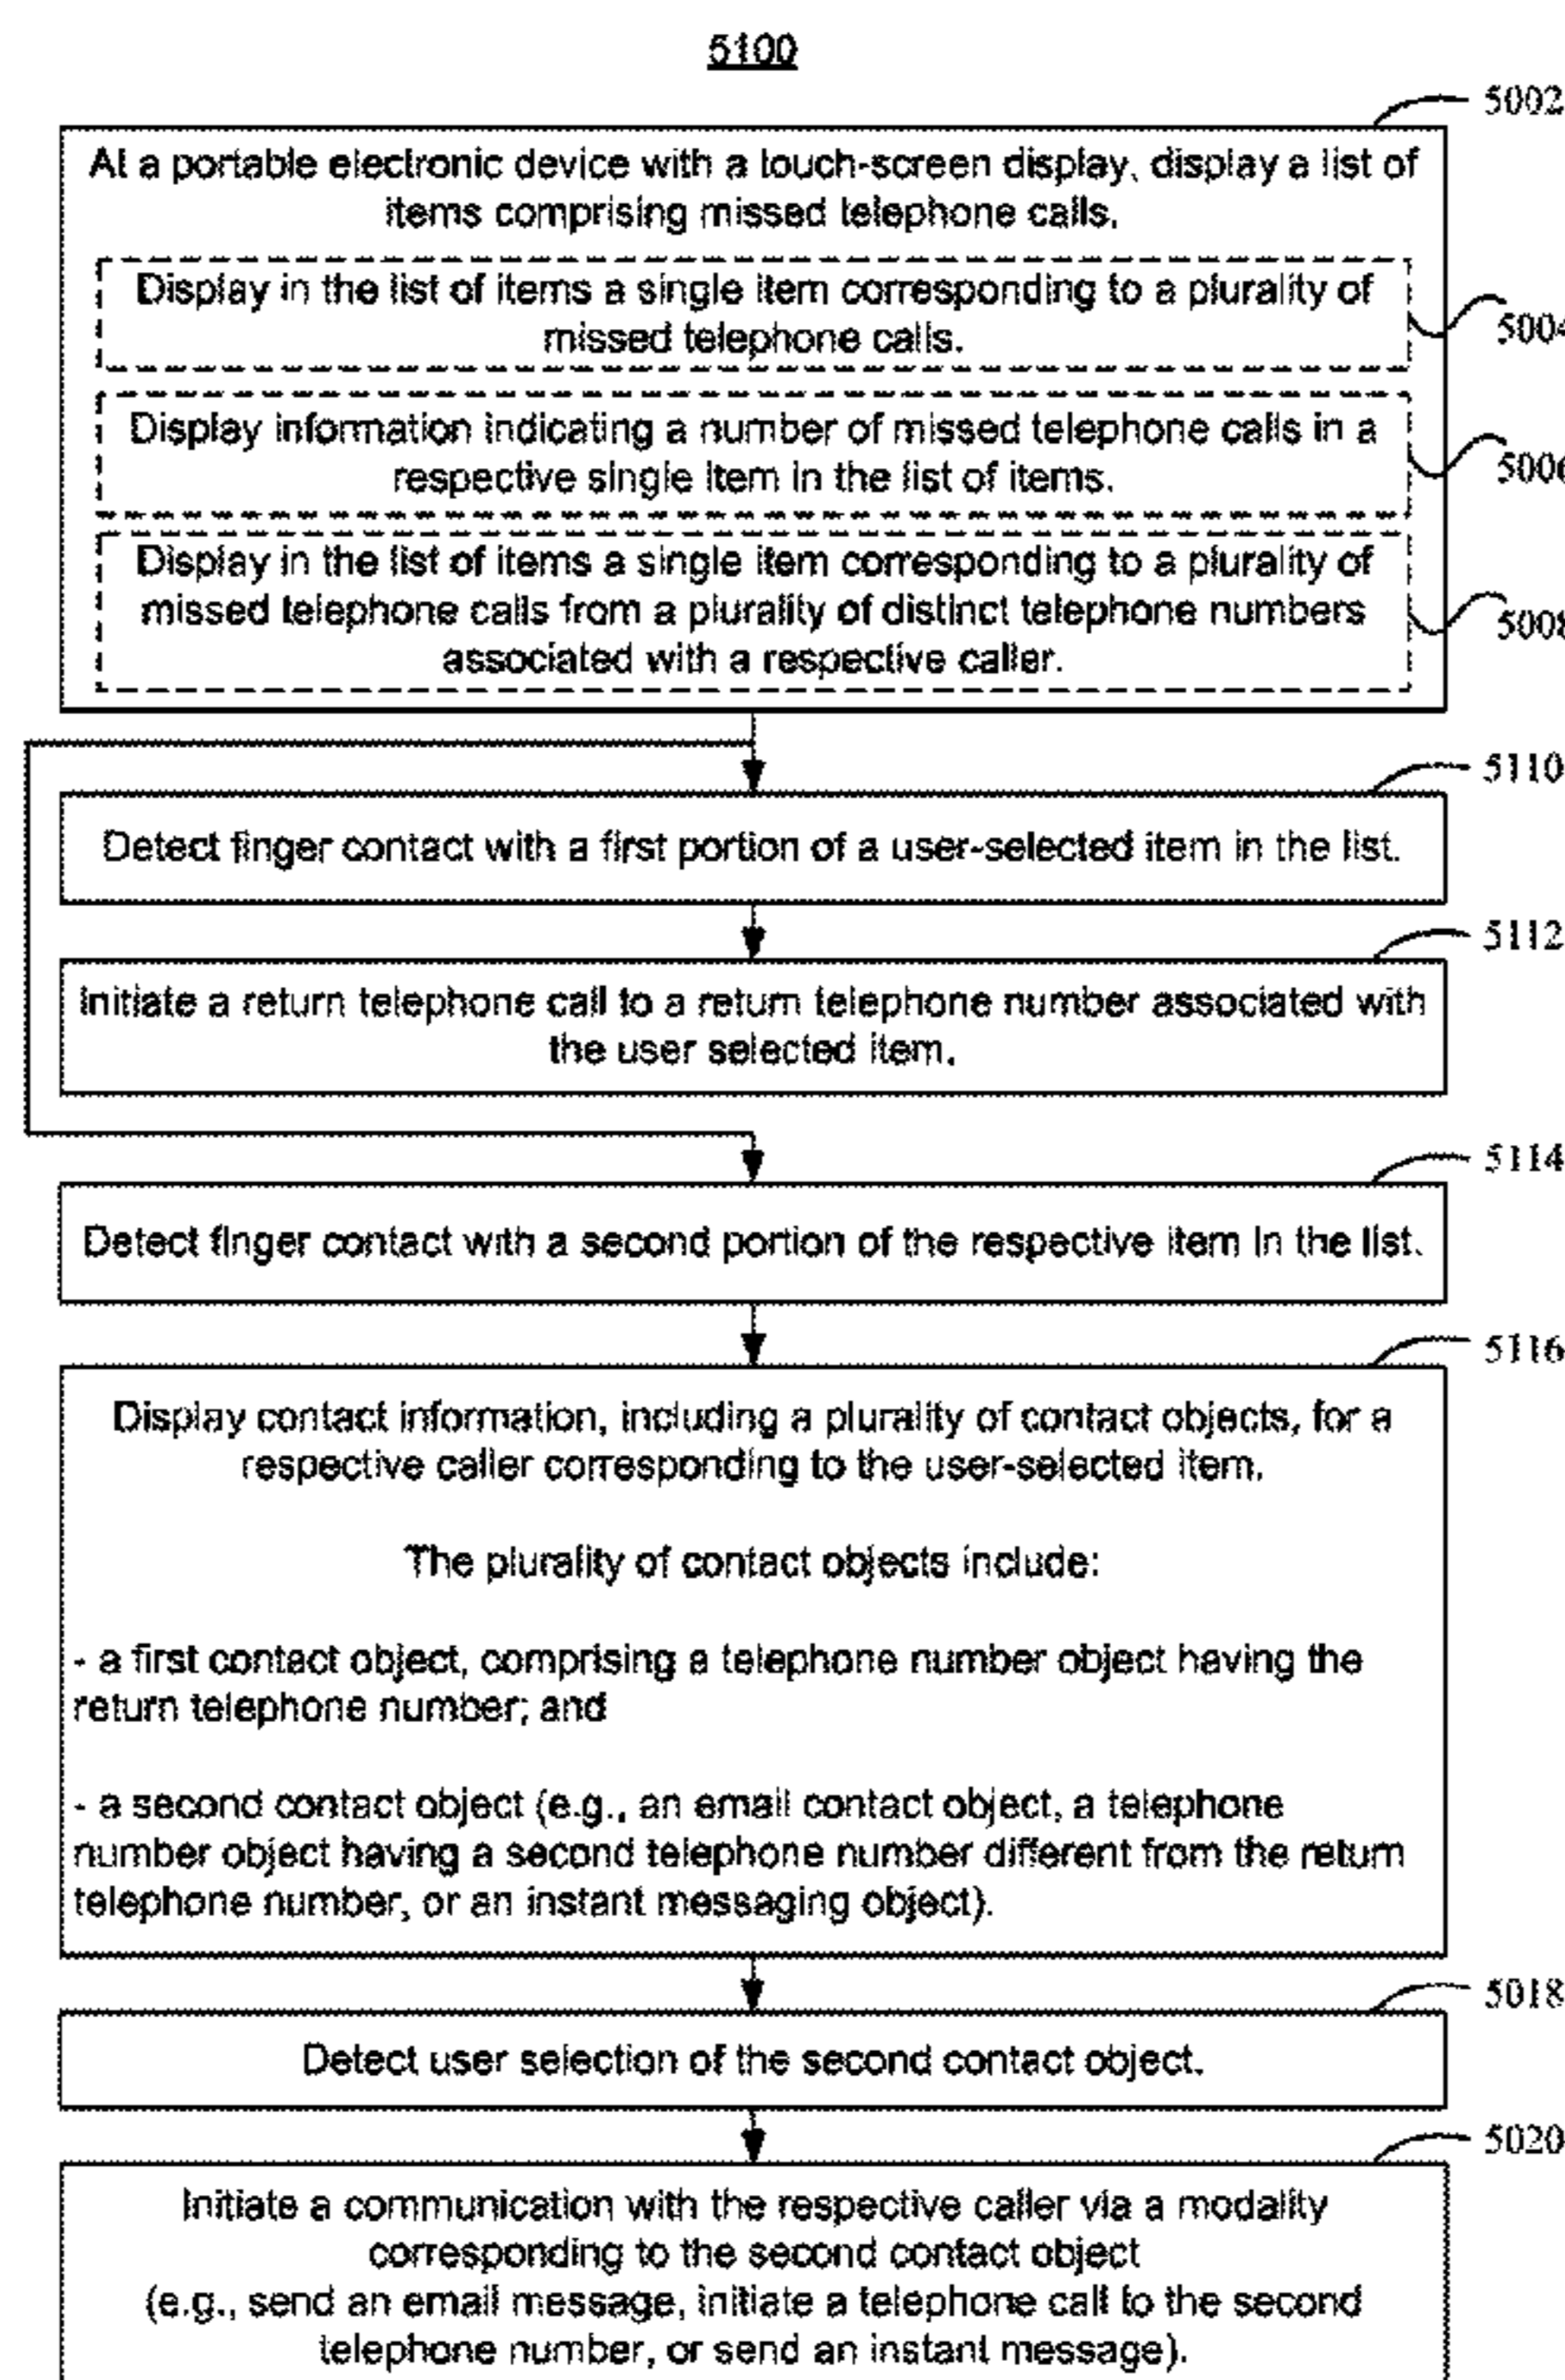 5100
5002
At a portable electronic device with a touch-screen display, display a list of
items comprising missed telephone calls.
Display in the list of items a single item corresponding to a plurality of
missed telephone calls.
5004
Display information indicating a number of missed telephone calls in a
respective single item in the list of items.
5006
Display in the list of items a single item corresponding to a plurality of
missed telephone calls from a plurality of distinct telephone numbers
associated with a respective caller.
5008
5110
Detect finger contact with a first portion of a user-selected item in the list.
5112
Initiate a return telephone call to a return telephone number associated with
the user selected item.
5114
Detect finger contact with a second portion of the respective item in the list.
5116
Display contact information, including a plurality of contact objects, for a
respective caller corresponding to the user-selected item.
The plurality of contact objects include:
- a first contact object, comprising a telephone number object having the
return telephone number; and
- a second contact object (e.g., an email contact object, a telephone
number object having a second telephone number different from the return
telephone number, or an instant messaging object).
5018
Detect user selection of the second contact object.
5020
Initiate a communication with the respective caller via a modality
corresponding to the second contact object
(e.g., send an email message, initiate a telephone call to the second
telephone number, or send an instant message).